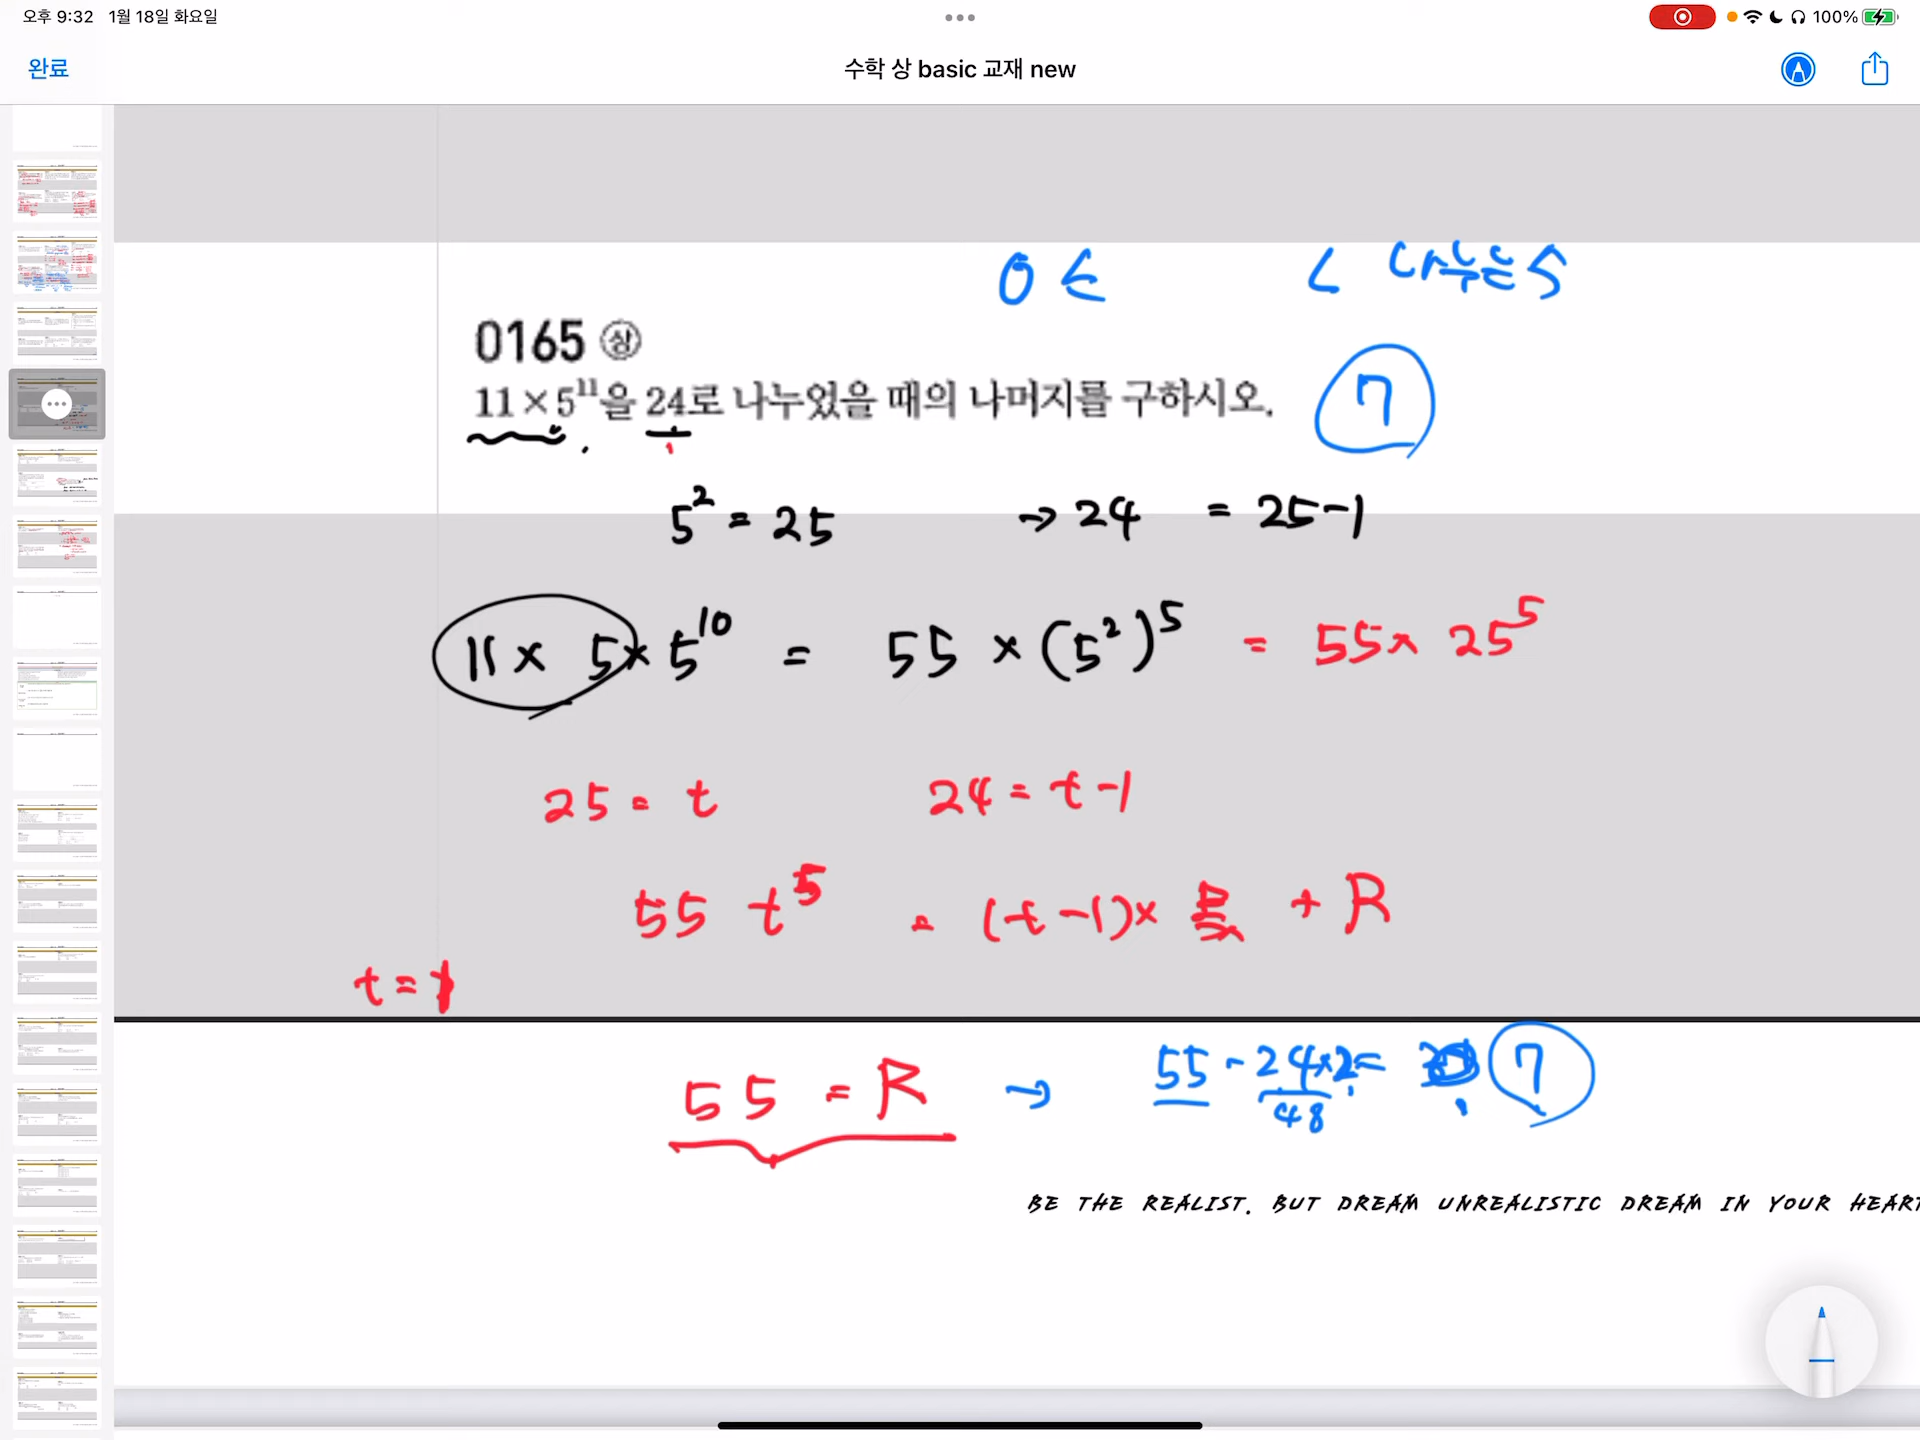 오후 9:32 1월 18일 화요일
100%
완료
수학 상 basic 교재 new
0 ≤ < 나누는 수
0165 상
11×5¹¹을 24로 나누었을 때의 나머지를 구하시오. 7
5² = 25 → 24 = 25-1
11 × 5 × 5¹⁰ = 55 × (5²)⁵ = 55 × 25⁵
25 = t 24 = t-1
55 t⁵ = (t-1)× + R
t = 1
55 = R → 55 - 24×2 = 7
48
BE THE REALIST. BUT DREAM UNREALISTIC DREAM IN YOUR HEART